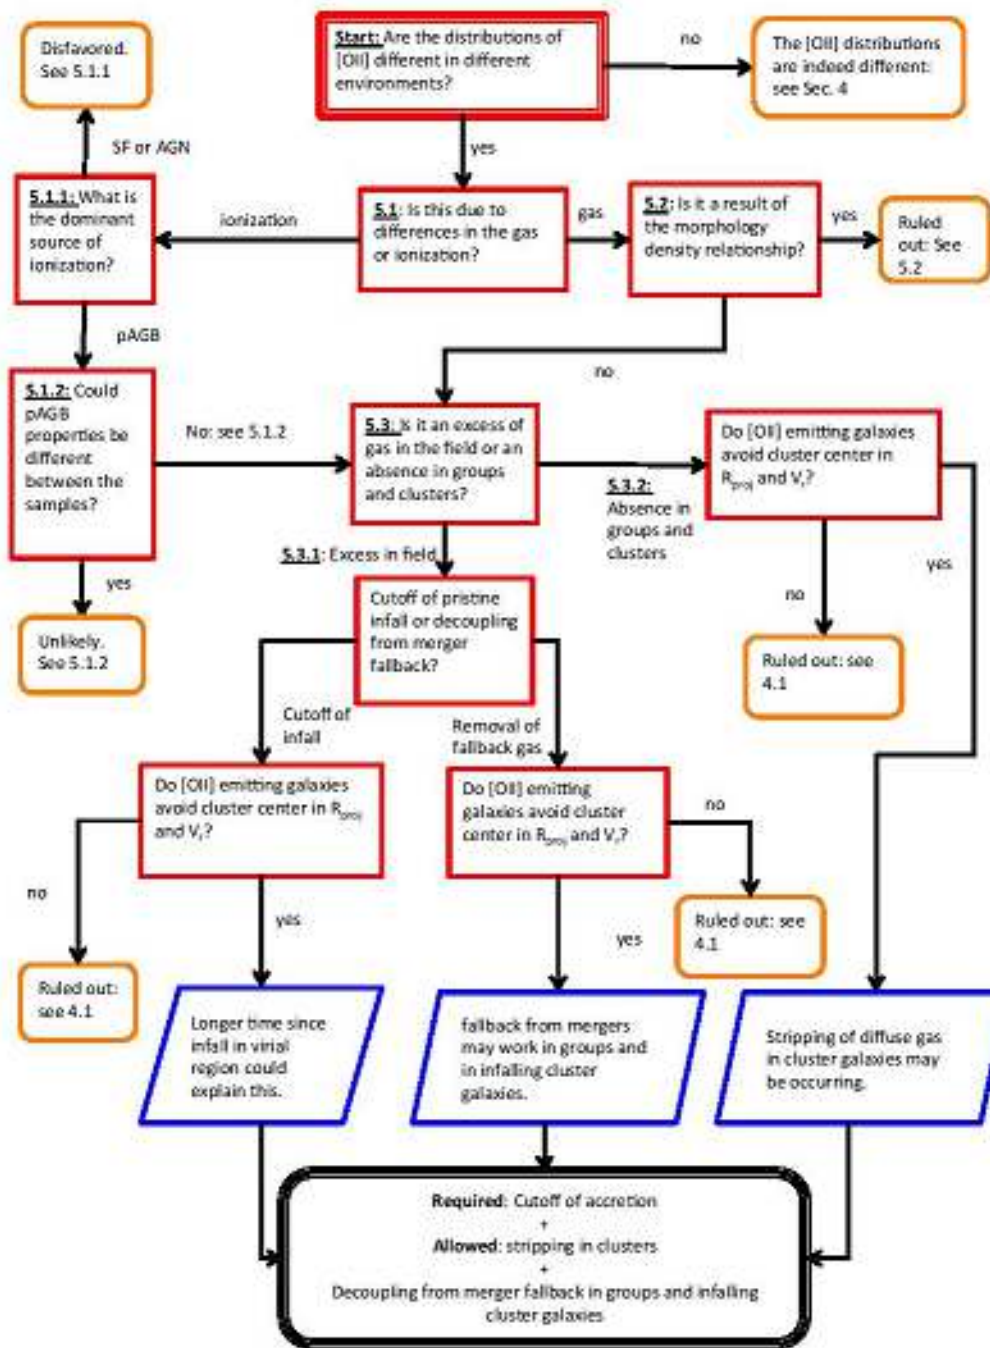 Start: Are the distributions of
[OII] different in different
environments?
no
The [OII] distributions
are indeed different:
see Sec. 4
Disfavored.
See 5.1.1
SF or AGN
yes
5.1.1: What is
the dominant
source of
ionization?
ionization
5.1: Is this due to
differences in the gas
or ionization?
gas
5.2: Is it a result of
the morphology
density relationship?
yes
Ruled
out: See
5.2
pAGB
no
5.1.2: Could
pAGB
properties be
different
between the
samples?
No: see 5.1.2
5.3: Is it an excess of
gas in the field or an
absence in groups
and clusters?
5.3.2:
Absence in
groups and
clusters
Do [OII] emitting galaxies
avoid cluster center in
Rproj and Vr?
yes
no
yes
Unlikely.
See 5.1.2
5.3.1: Excess in field
Cutoff of pristine
infall or decoupling
from merger
fallback?
Ruled out: see
4.1
Cutoff of
infall
Removal of
fallback gas
Do [OII] emitting galaxies
avoid cluster center in Rproj
and Vr?
Do [OII] emitting
galaxies avoid cluster
center in Rproj and Vr?
no
no
yes
yes
Ruled out: see
4.1
Ruled out:
see 4.1
Longer time since
infall in virial
region could
explain this.
fallback from mergers
may work in groups and
in infalling cluster
galaxies.
Stripping of diffuse gas
in cluster galaxies may
be occurring.
Required: Cutoff of accretion
+
Allowed: stripping in clusters
+
Decoupling from merger fallback in groups and infalling
cluster galaxies